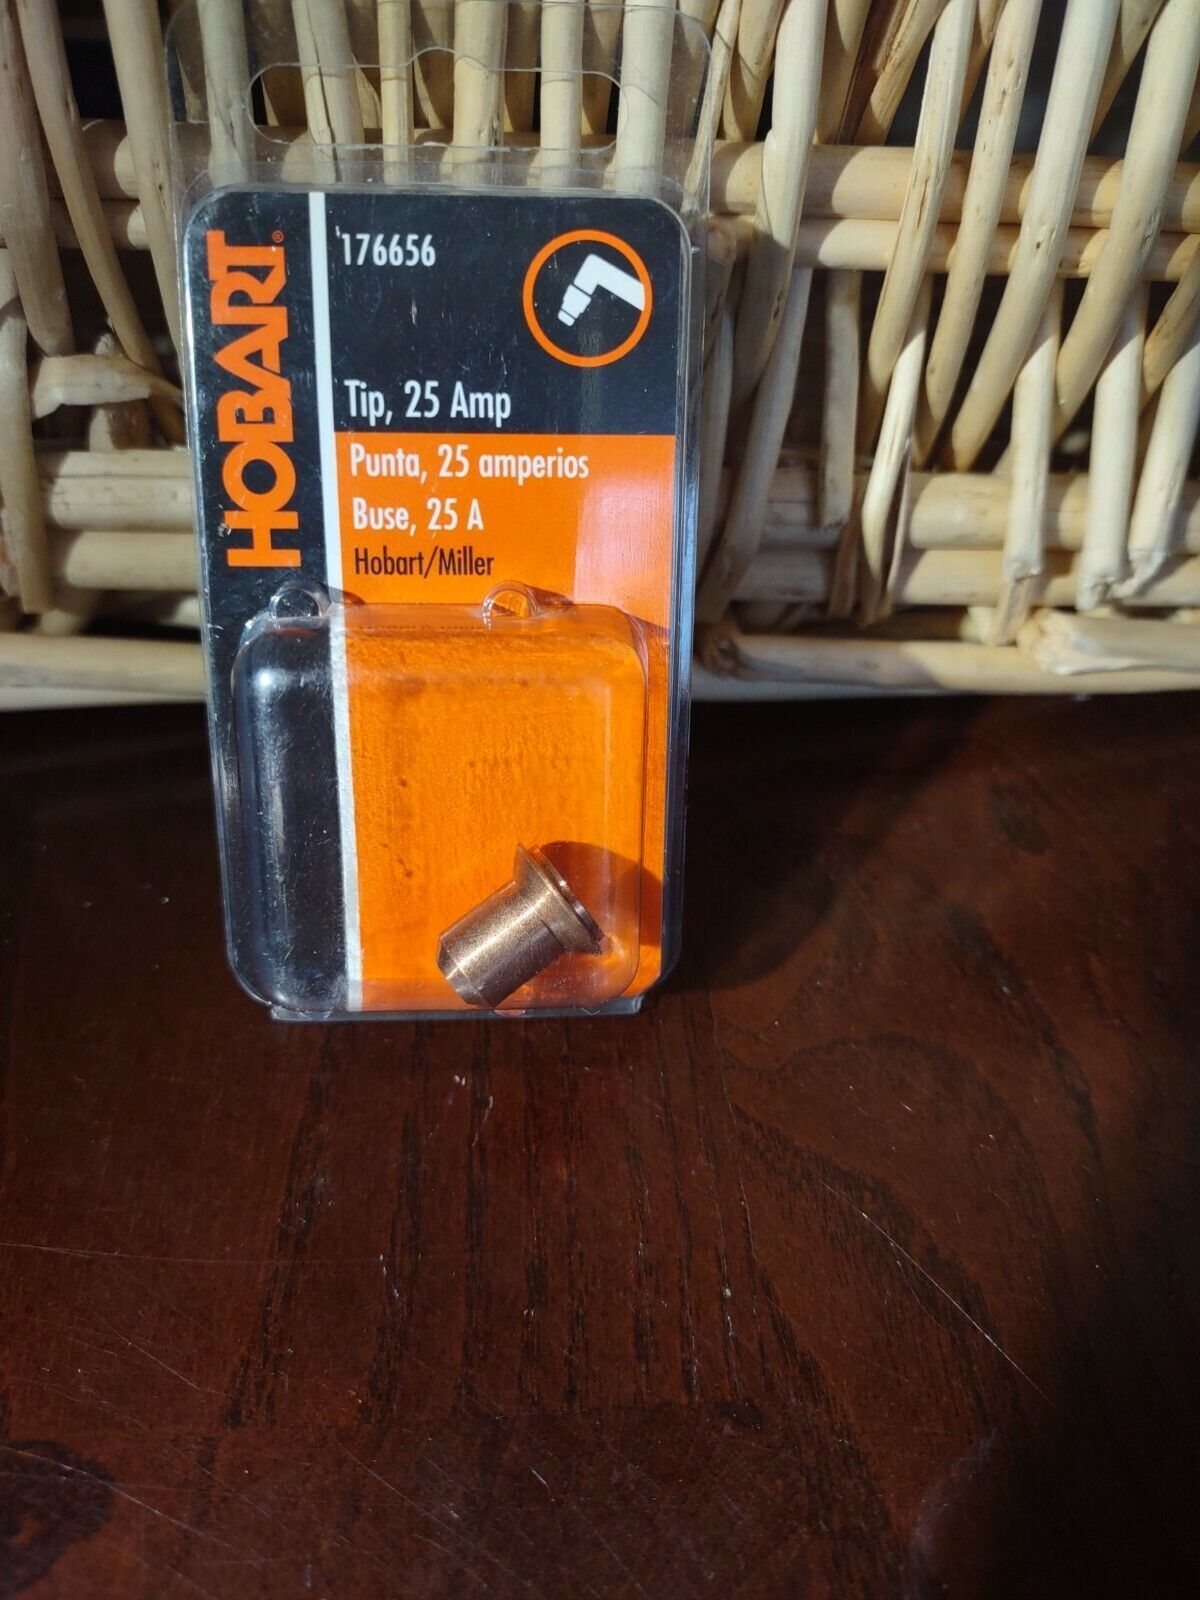 HOBART®
176656
Tip, 25 Amp
Punta, 25 amperios
Buse, 25 A
Hobart/Miller